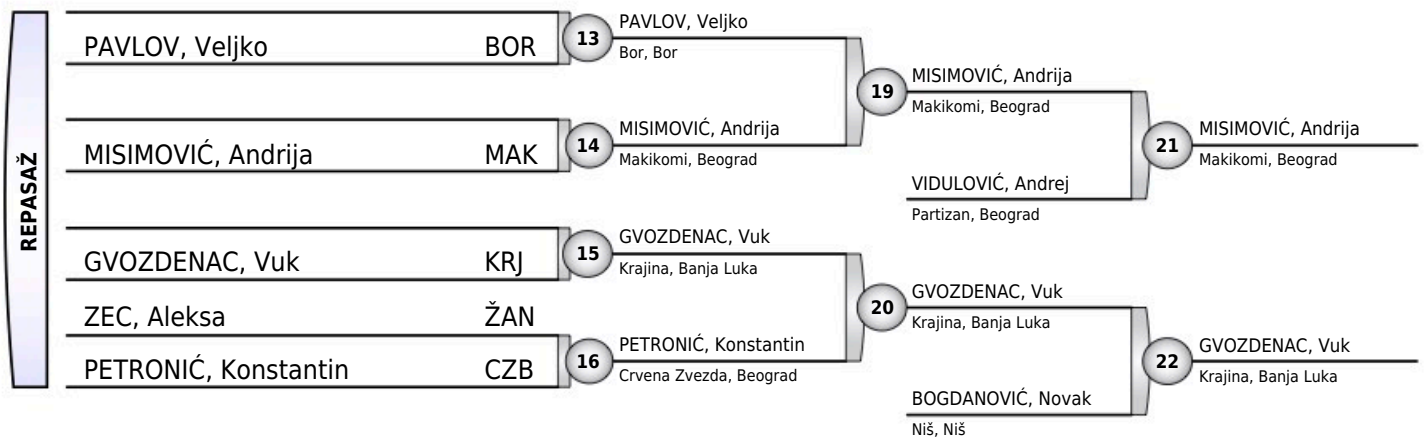 REPASAŽ
PAVLOV, Veljko BOR
MISIMOVIĆ, Andrija MAK
GVOZDENAC, Vuk KRJ
ZEC, Aleksa ŽAN
PETRONIĆ, Konstantin CZB
13
PAVLOV, Veljko
Bor, Bor
14
MISIMOVIĆ, Andrija
Makikomi, Beograd
15
GVOZDENAC, Vuk
Krajina, Banja Luka
16
PETRONIĆ, Konstantin
Crvena Zvezda, Beograd
19
MISIMOVIĆ, Andrija
Makikomi, Beograd
VIDULOVIĆ, Andrej
Partizan, Beograd
20
GVOZDENAC, Vuk
Krajina, Banja Luka
BOGDANOVIĆ, Novak
Niš, Niš
21
MISIMOVIĆ, Andrija
Makikomi, Beograd
22
GVOZDENAC, Vuk
Krajina, Banja Luka